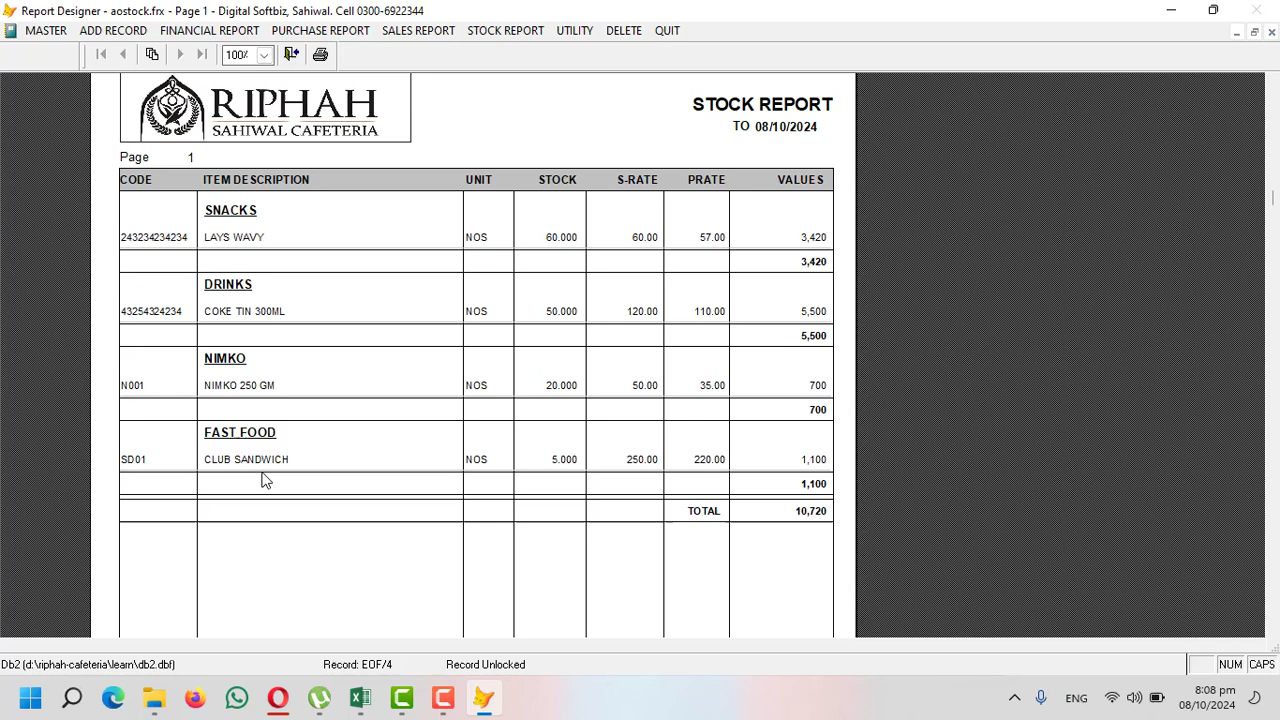 Report Designer - aostock.frx - Page 1 - Digital Softbiz, Sahiwal. Cell 0300-6922344
MASTER ADD RECORD FINANCIAL REPORT PURCHASE REPORT SALES REPORT STOCK REPORT UTILITY DELETE QUIT
100%
RIPHAH
SAHIWAL CAFETERIA
STOCK REPORT
TO 08/10/2024
Page 1
CODE ITEM DESCRIPTION UNIT STOCK S-RATE PRATE VALUES
SNACKS
243234234234 LAYS WAVY NOS 60.000 60.00 57.00 3,420
3,420
DRINKS
43254324234 COKE TIN 300ML NOS 50.000 120.00 110.00 5,500
5,500
NIMKO
N001 NIMKO 250 GM NOS 20.000 50.00 35.00 700
700
FAST FOOD
SD01 CLUB SANDWICH NOS 5.000 250.00 220.00 1,100
1,100
TOTAL 10,720
Db2 (d:\riphah-cafeteria\learn\db2.dbf) Record: EOF/4 Record Unlocked NUM CAPS
ENG 8:08 pm
08/10/2024